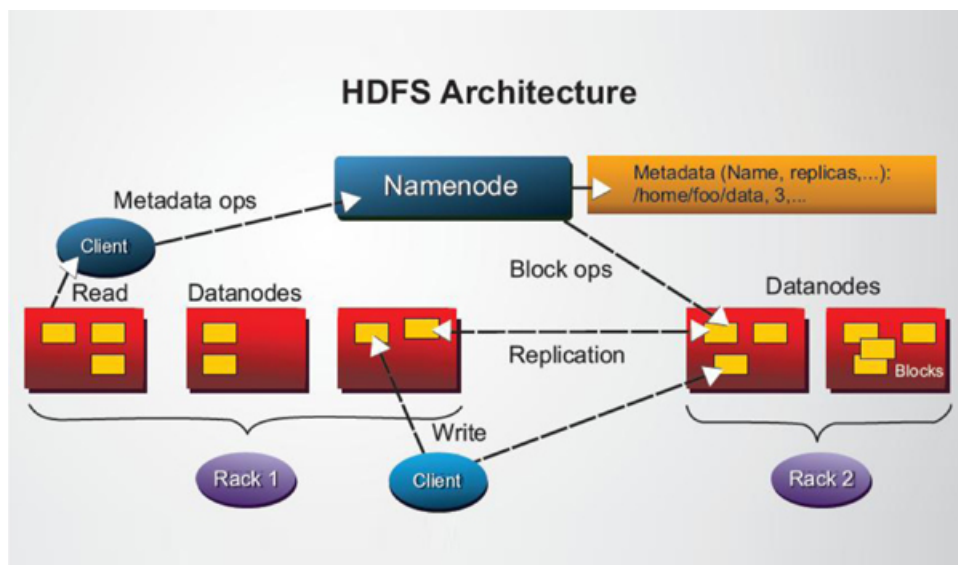 HDFS Architecture
Namenode
Metadata (Name, replicas,...):
/home/foo/data, 3,...
Metadata ops
Client
Block ops
Read
Datanodes
Datanodes
Replication
Blocks
Write
Rack 1
Client
Rack 2